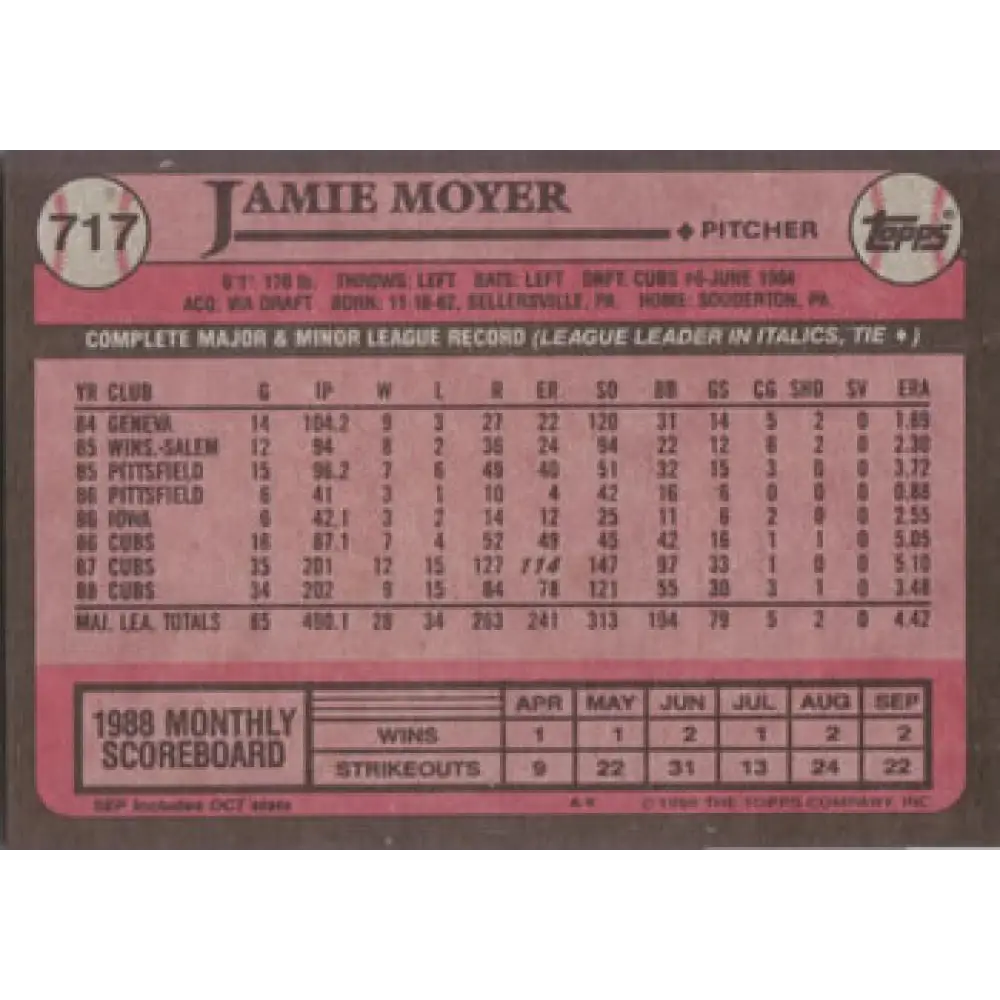 717
JAMIE MOYER
♦ PITCHER
Topps®
6'1" 170 lb. THROWS: LEFT BATS: LEFT DRFT: CUBS #6-JUNE 1984
ACQ: VIA DRAFT BORN: 11-18-62, SELLERSVILLE, PA. HOME: SOUDERTON, PA.
COMPLETE MAJOR & MINOR LEAGUE RECORD (LEAGUE LEADER IN ITALICS, TIE ♦)
YR CLUB G IP W L R ER SO BB GS CG SHO SV ERA
84 GENEVA 14 104.2 9 3 27 22 120 31 14 5 2 0 1.89
85 WINS.-SALEM 12 94 8 2 36 24 94 22 12 6 2 0 2.30
85 PITTSFIELD 15 96.2 7 6 49 40 51 32 15 3 0 0 3.72
86 PITTSFIELD 6 41 3 1 10 4 42 16 6 0 0 0 0.88
86 IOWA 6 42.1 3 2 14 12 25 11 6 2 0 0 2.55
86 CUBS 16 87.1 7 4 52 49 45 42 16 1 1 0 5.05
87 CUBS 35 201 12 15 127 114 147 97 33 1 0 0 5.10
88 CUBS 34 202 9 15 84 78 121 55 30 3 1 0 3.48
MAJ. LEA. TOTALS 85 490.1 28 34 263 241 313 194 79 5 2 0 4.42
1988 MONTHLY
SCOREBOARD
APR MAY JUN JUL AUG SEP
WINS 1 1 2 1 2 2
STRIKEOUTS 9 22 31 13 24 22
SEP includes OCT stats
© THE TOPPS COMPANY, INC.